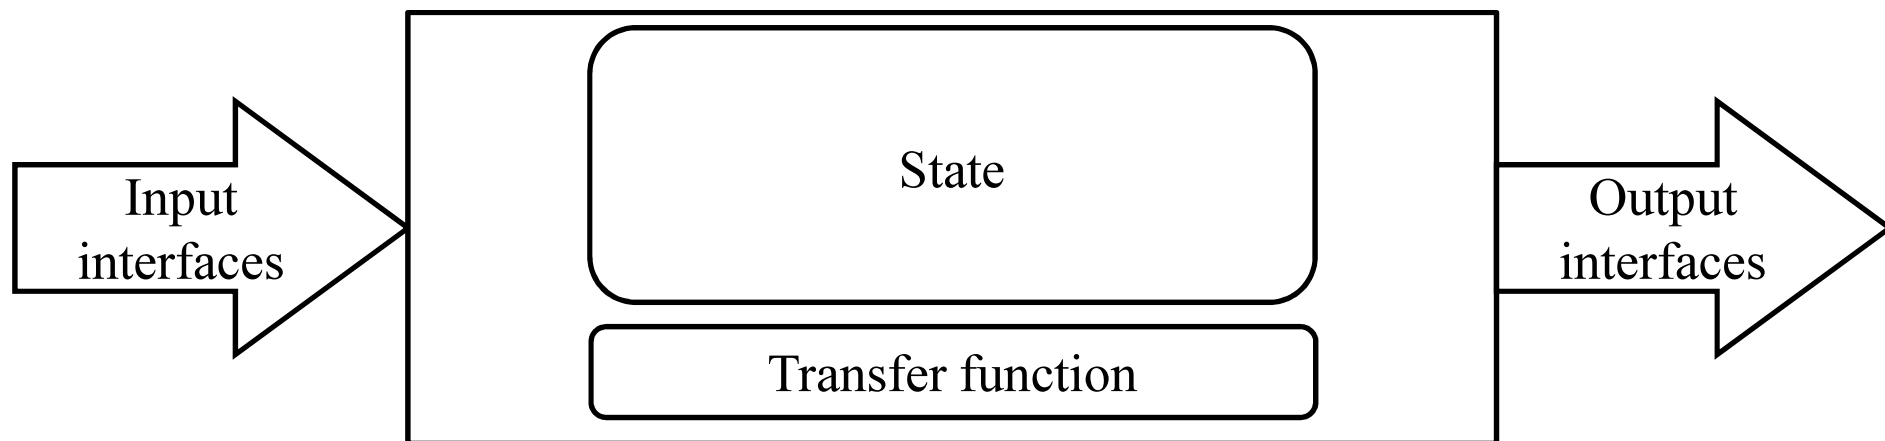 Input
interfaces
State
Transfer function
Output
interfaces